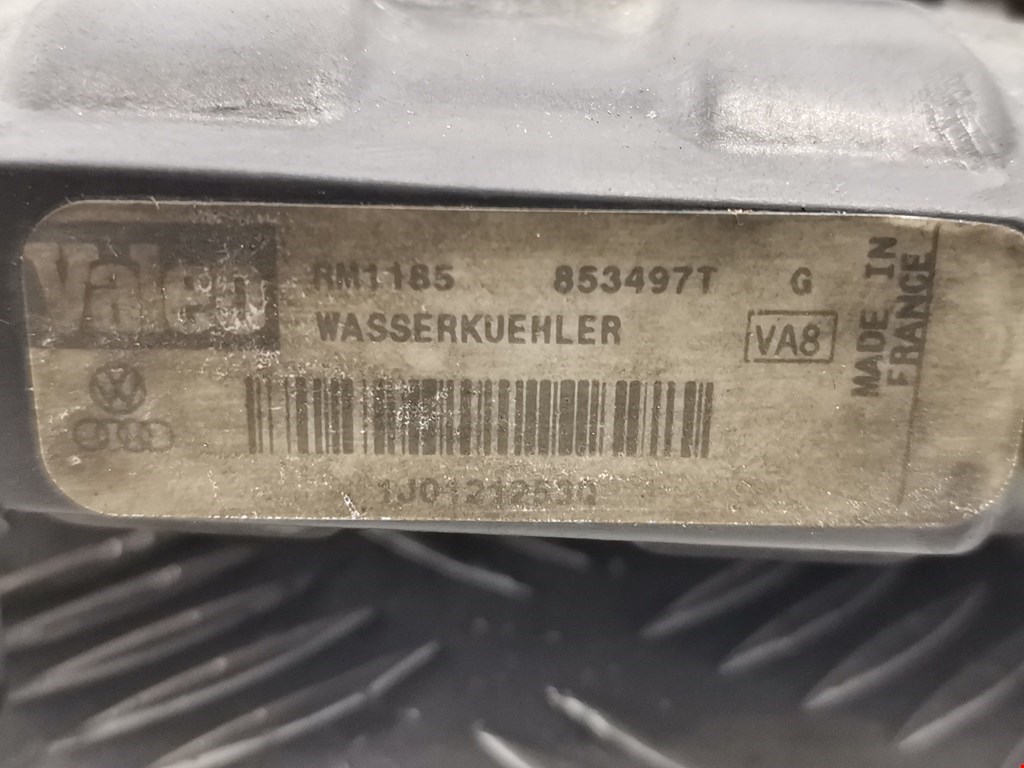 Valeo
RM1185 853497T G
WASSERKUEHLER
VA8
MADE IN
FRANCE
1J0121253Q